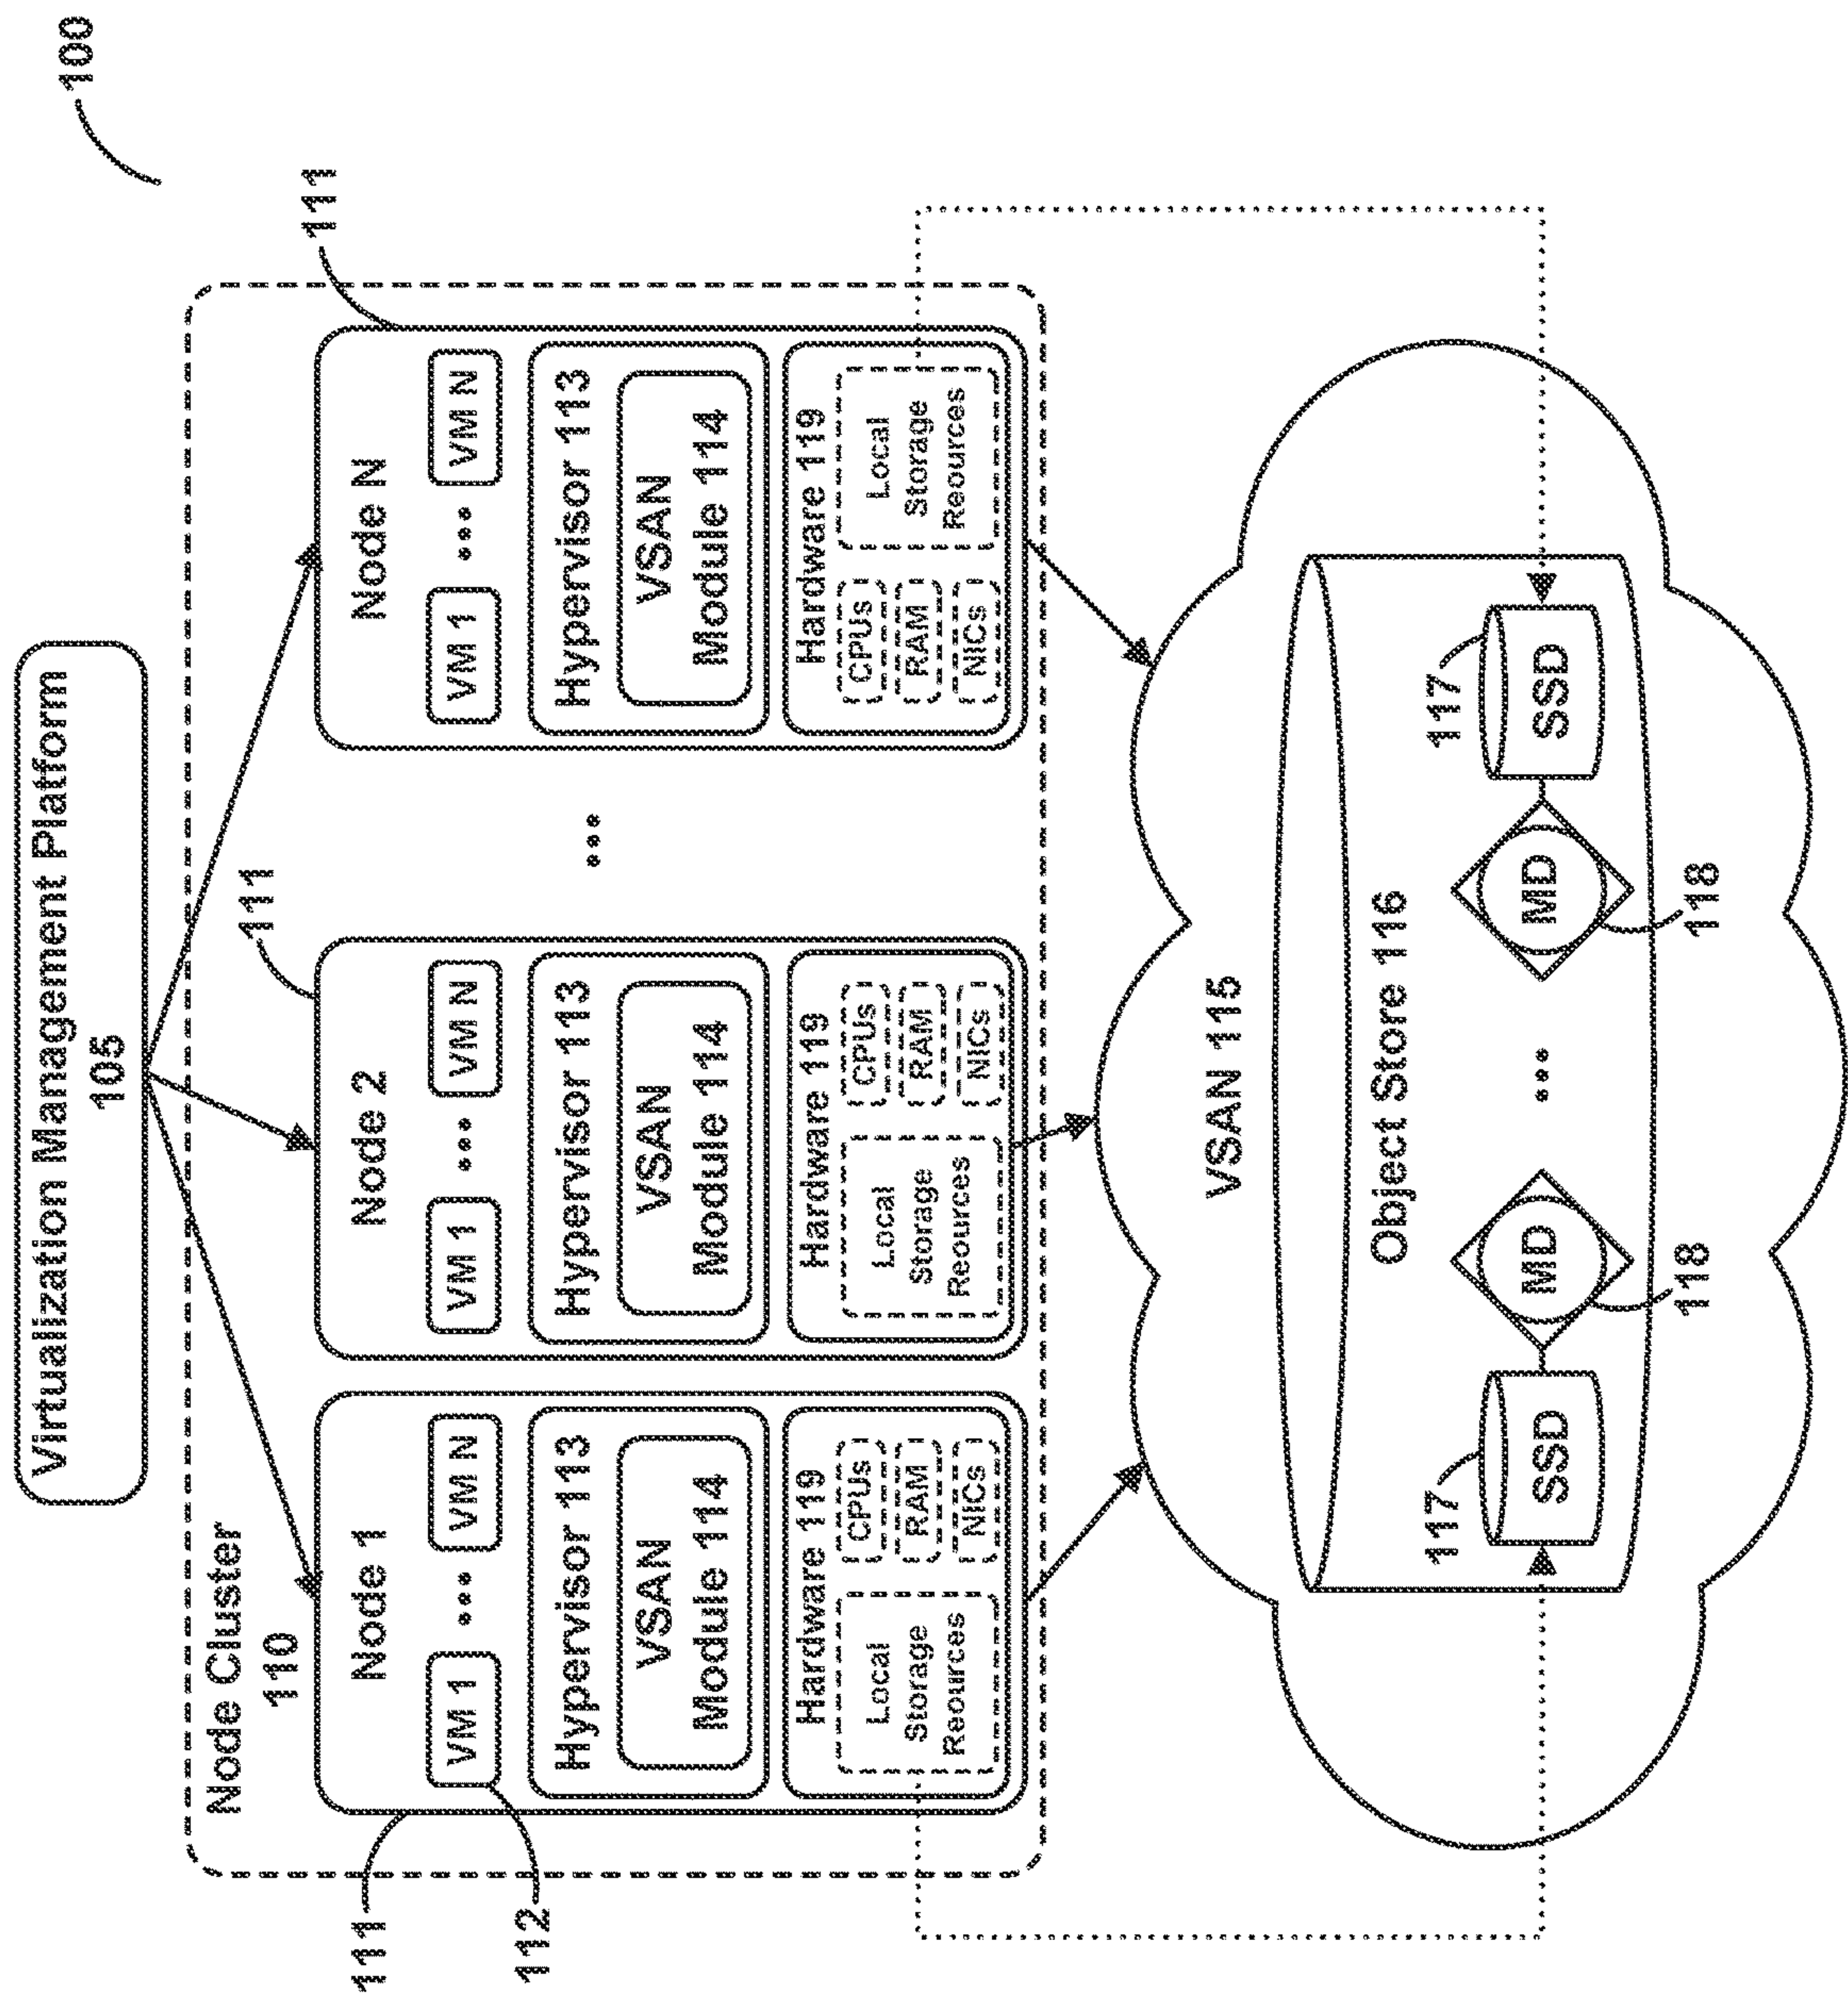 100
Virtualization Management Platform
105
Node Cluster
110
111
111
111
112
Node 1
VM 1
...
VM N
Hypervisor 113
VSAN
Module 114
Hardware 119
Local
Storage
Reources
CPUs
RAM
NICs
Node 2
VM 1
...
VM N
Hypervisor 113
VSAN
Module 114
Hardware 119
Local
Storage
Reources
CPUs
RAM
NICs
...
Node N
VM 1
...
VM N
Hypervisor 113
VSAN
Module 114
Hardware 119
CPUs
RAM
NICs
Local
Storage
Reources
VSAN 115
Object Store 116
117
SSD
MD
118
...
MD
118
117
SSD